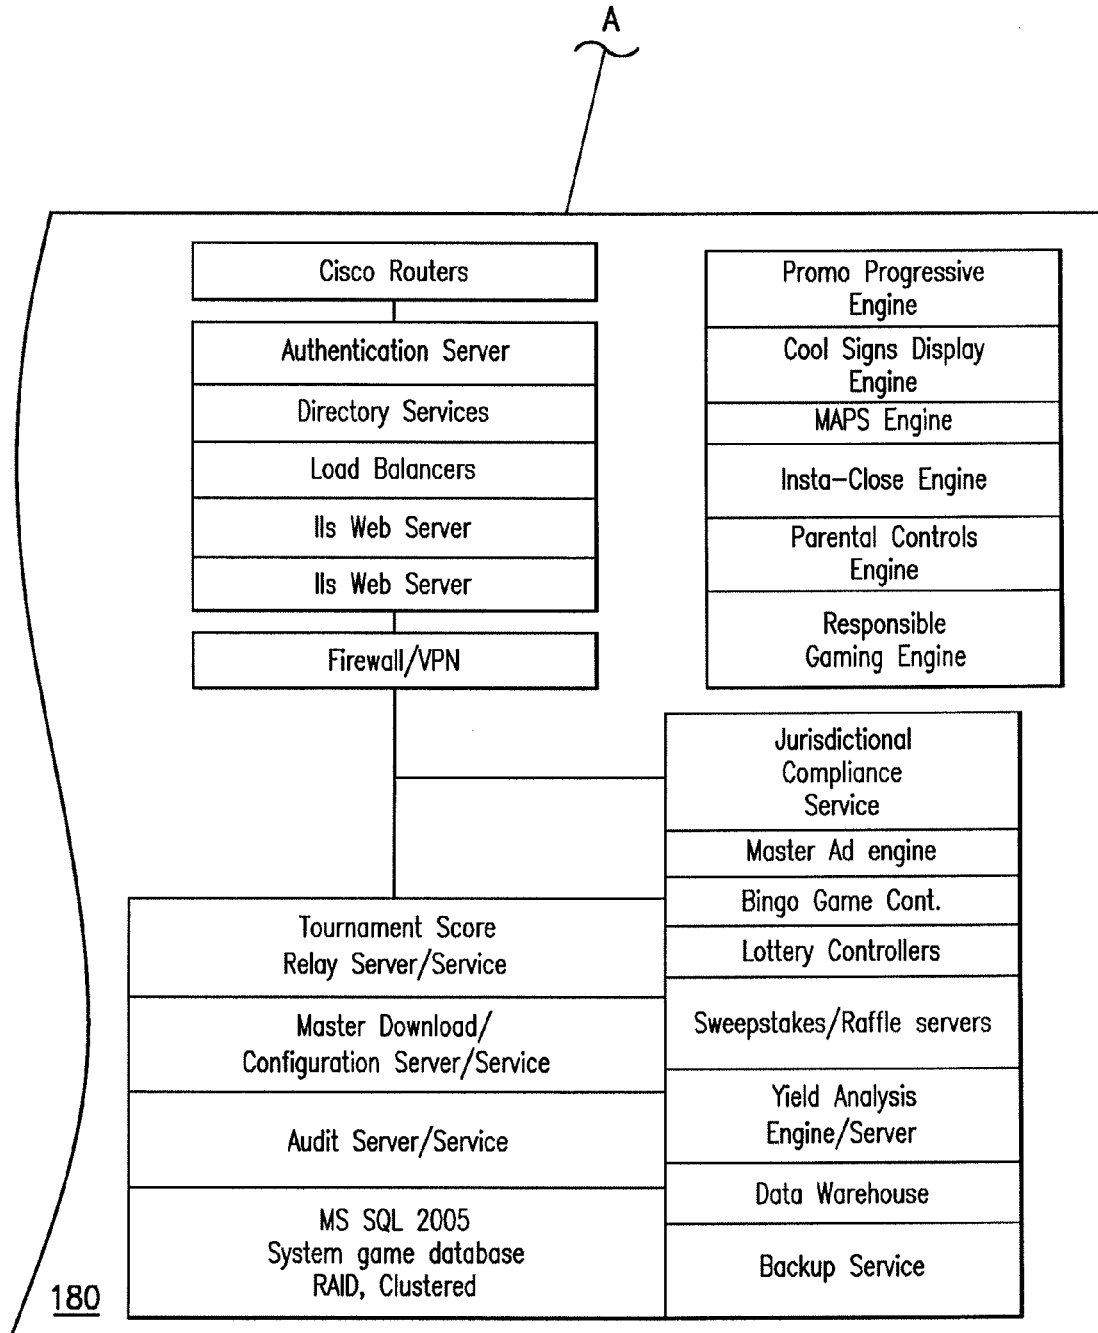 A
Cisco Routers
Authentication Server
Directory Services
Load Balancers
IIs Web Server
IIs Web Server
Firewall/VPN
Promo Progressive
Engine
Cool Signs Display
Engine
MAPS Engine
Insta-Close Engine
Parental Controls
Engine
Responsible
Gaming Engine
Jurisdictional
Compliance
Service
Master Ad engine
Bingo Game Cont.
Lottery Controllers
Sweepstakes/Raffle servers
Yield Analysis
Engine/Server
Data Warehouse
Backup Service
Tournament Score
Relay Server/Service
Master Download/
Configuration Server/Service
Audit Server/Service
MS SQL 2005
System game database
RAID, Clustered
180